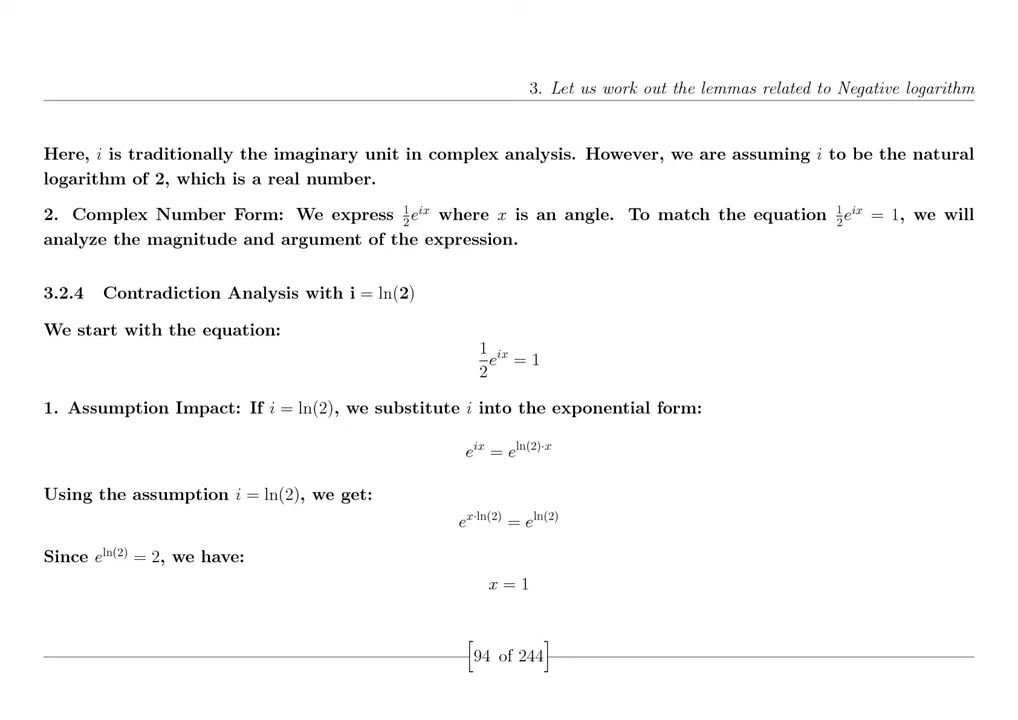 3. Let us work out the lemmas related to Negative logarithm
Here, i is traditionally the imaginary unit in complex analysis. However, we are assuming i to be the natural
logarithm of 2, which is a real number.
2. Complex Number Form: We express \frac{1}{2}e^{ix} where x is an angle. To match the equation \frac{1}{2}e^{ix} = 1, we will
analyze the magnitude and argument of the expression.
3.2.4 Contradiction Analysis with i = ln(2)
We start with the equation:
\frac{1}{2}e^{ix} = 1
1. Assumption Impact: If i = ln(2), we substitute i into the exponential form:
e^{ix} = e^{ln(2)·x}
Using the assumption i = ln(2), we get:
e^{x·ln(2)} = e^{ln(2)}
Since e^{ln(2)} = 2, we have:
x = 1
[94 of 244]